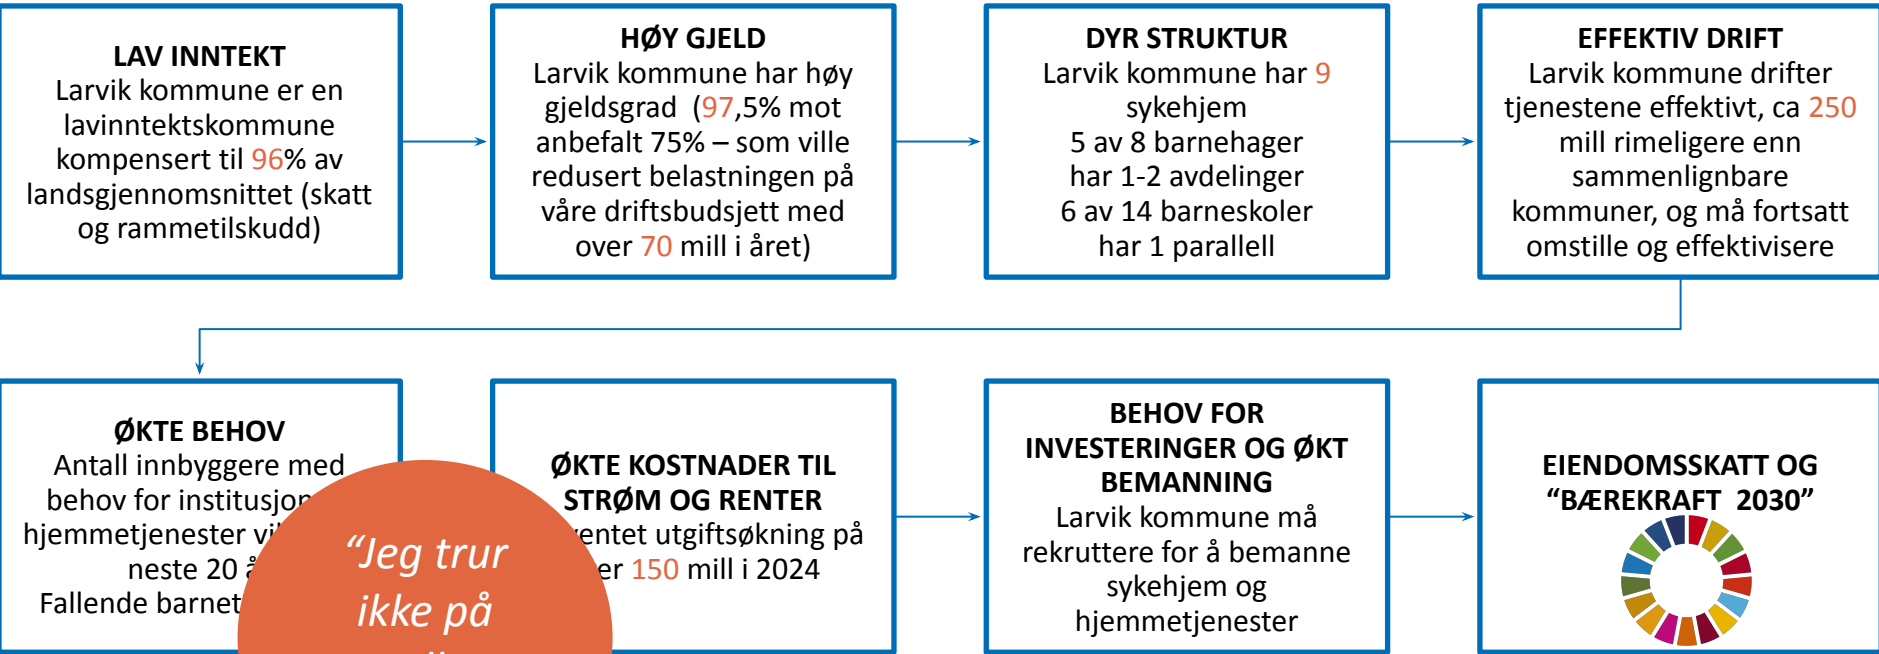 LAV INNTEKT
Larvik kommune er en
lavinntektskommune
kompensert til 96% av
landsgjennomsnittet (skatt
og rammetilskudd)
HØY GJELD
Larvik kommune har høy
gjeldsgrad  (97,5% mot
anbefalt 75% – som ville
redusert belastningen på
våre driftsbudsjett med
over 70 mill i året)
DYR STRUKTUR
Larvik kommune har 9
sykehjem
5 av 8 barnehager
har 1-2 avdelinger
6 av 14 barneskoler
har 1 parallell
EFFEKTIV DRIFT
Larvik kommune drifter
tjenestene effektivt, ca 250
mill rimeligere enn
sammenlignbare
kommuner, og må fortsatt
omstille og effektivisere
ØKTE BEHOV
Antall innbyggere med
behov for
hjemmetjenester
neste 20
Fallende
ØKTE KOSTNADER TIL
STRØM OG RENTER
utgiftsøkning på
150 mill i 2024
BEHOV FOR
INVESTERINGER OG ØKT
BEMANNING
Larvik kommune må
rekruttere for å bemanne
sykehjem og
hjemmetjenester
EIENDOMSSKATT OG
“BÆREKRAFT  2030”
“Jeg trur
ikke på